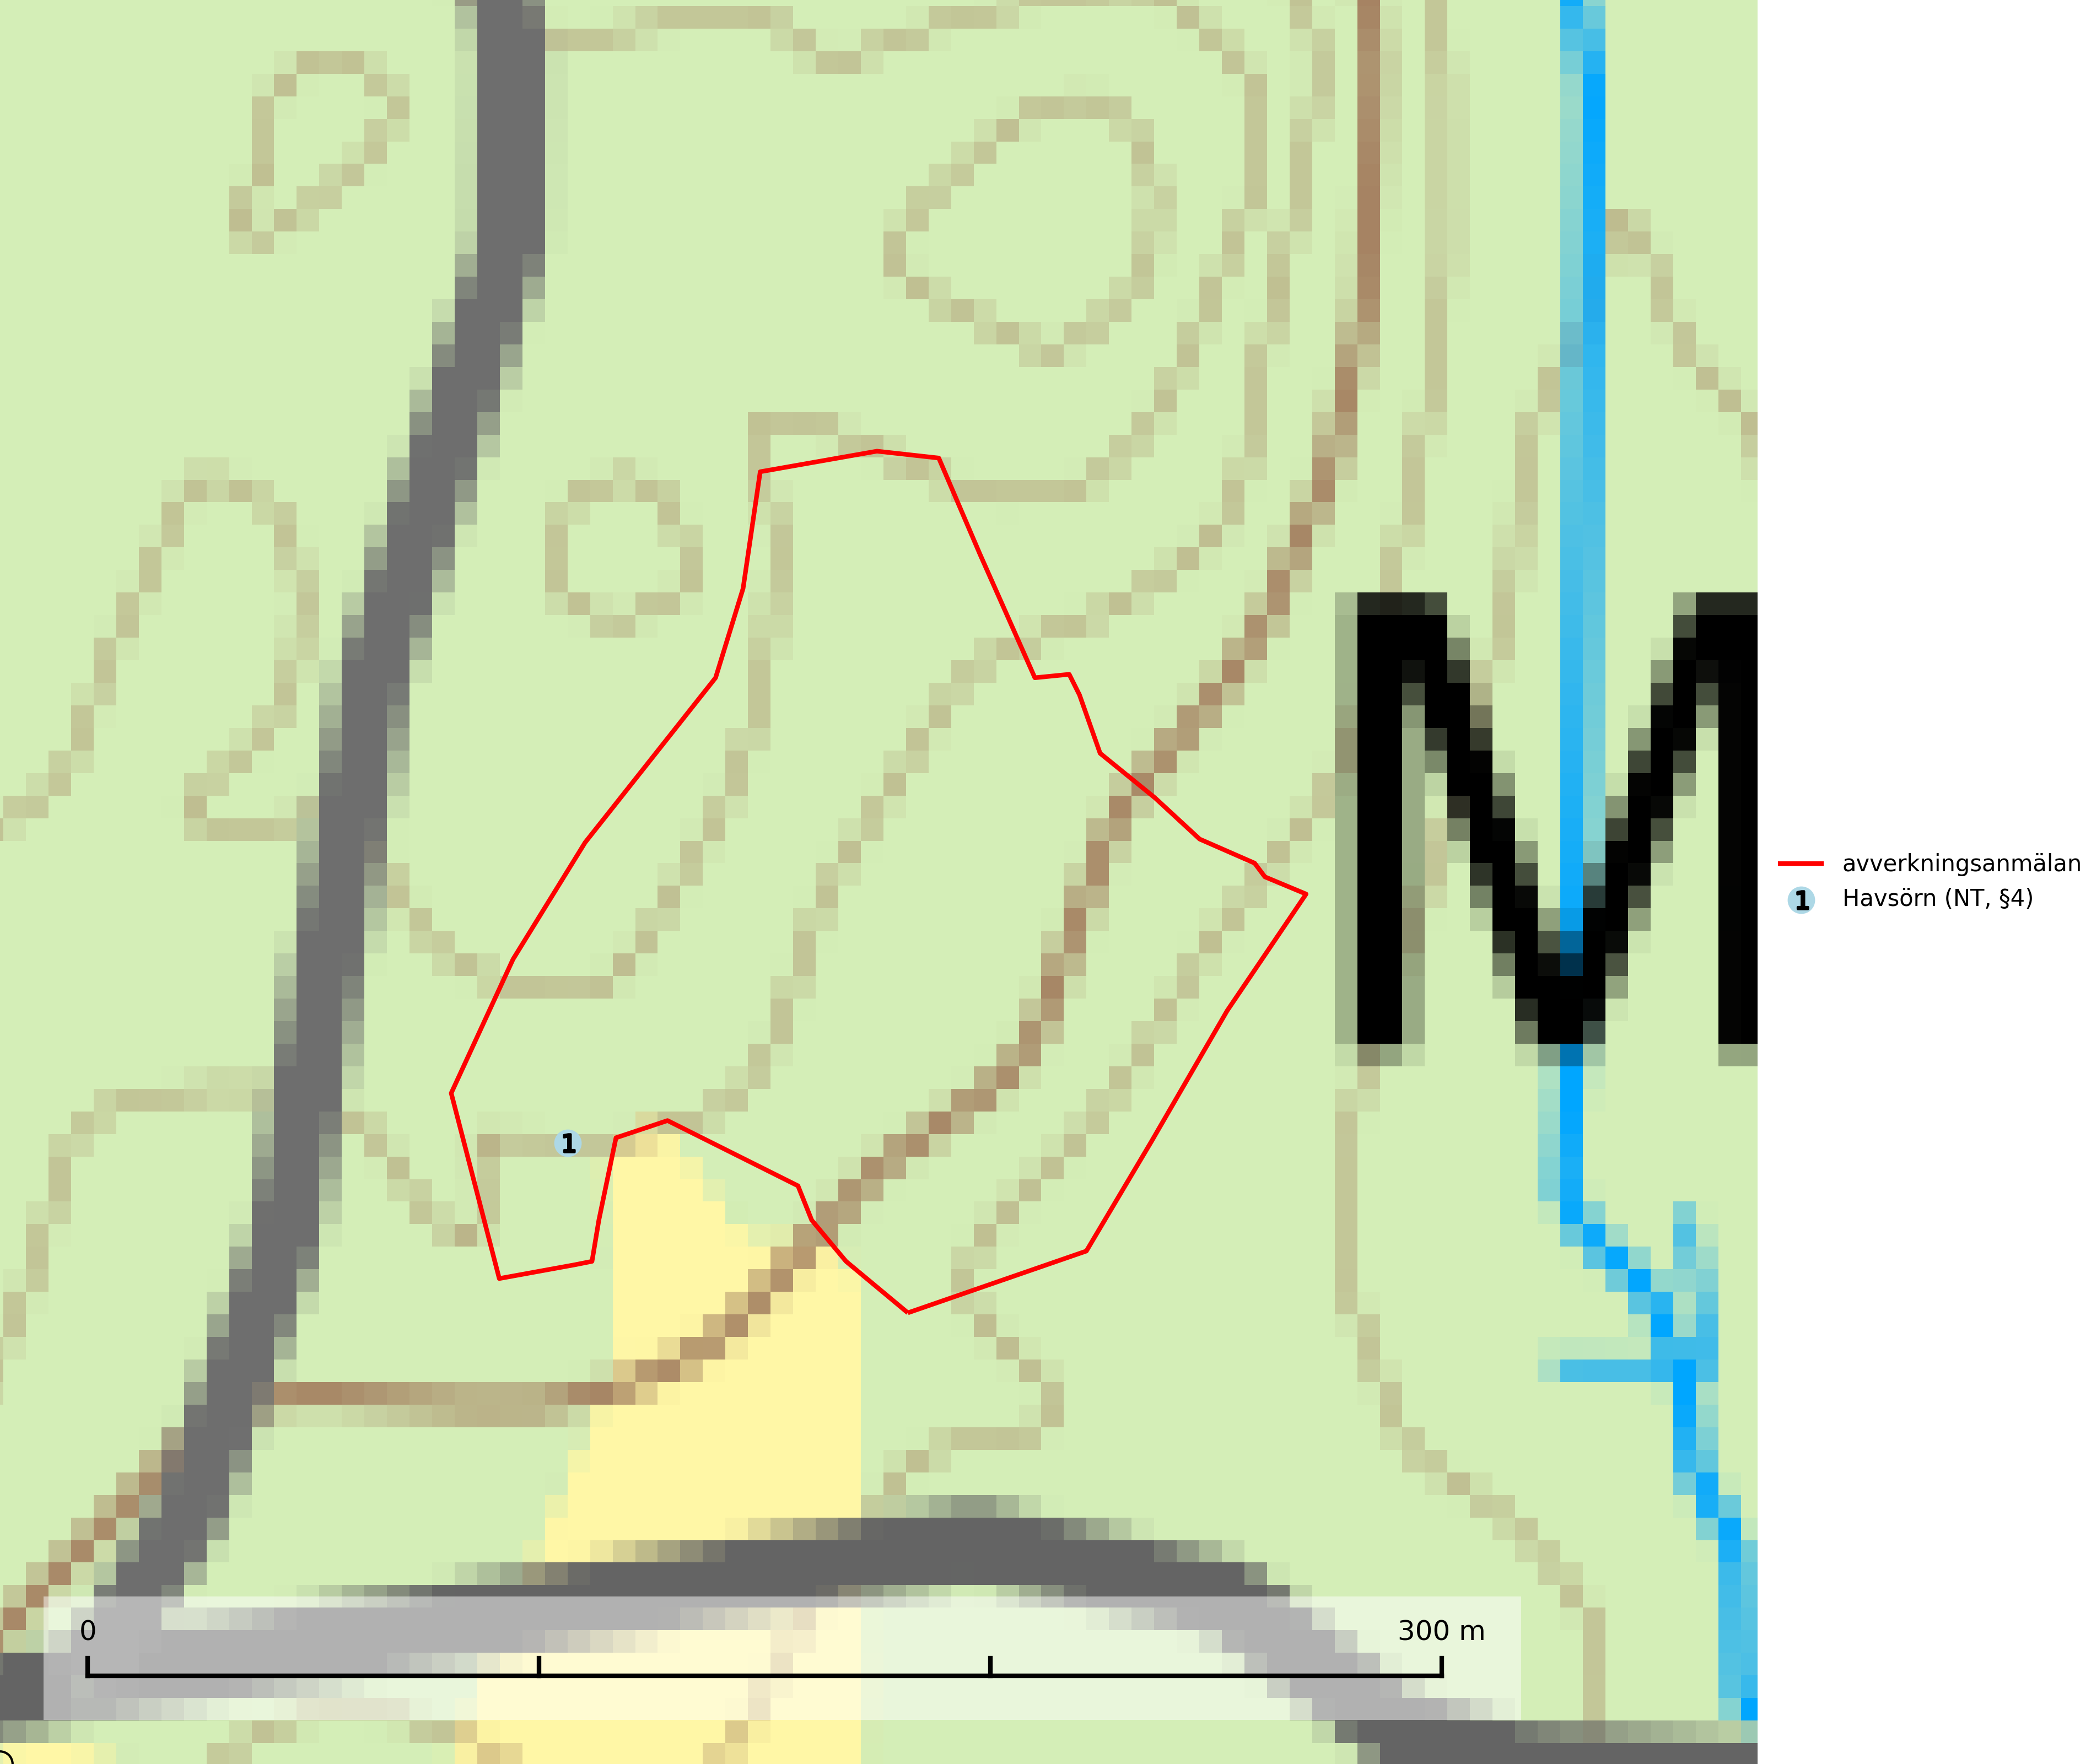 M
avverkningsanmälan
1 Havsörn (NT, §4)
1
0 300 m